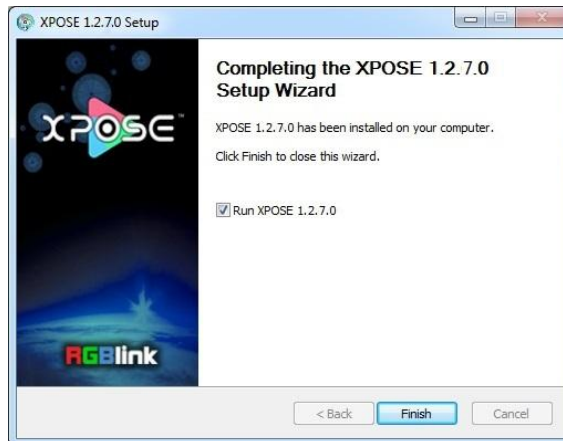 XPOSE 1.2.7.0 Setup
XPOSE™
Completing the XPOSE 1.2.7.0
Setup Wizard
XPOSE 1.2.7.0 has been installed on your computer.
Click Finish to close this wizard.
Run XPOSE 1.2.7.0
RGBlink
< Back
Finish
Cancel